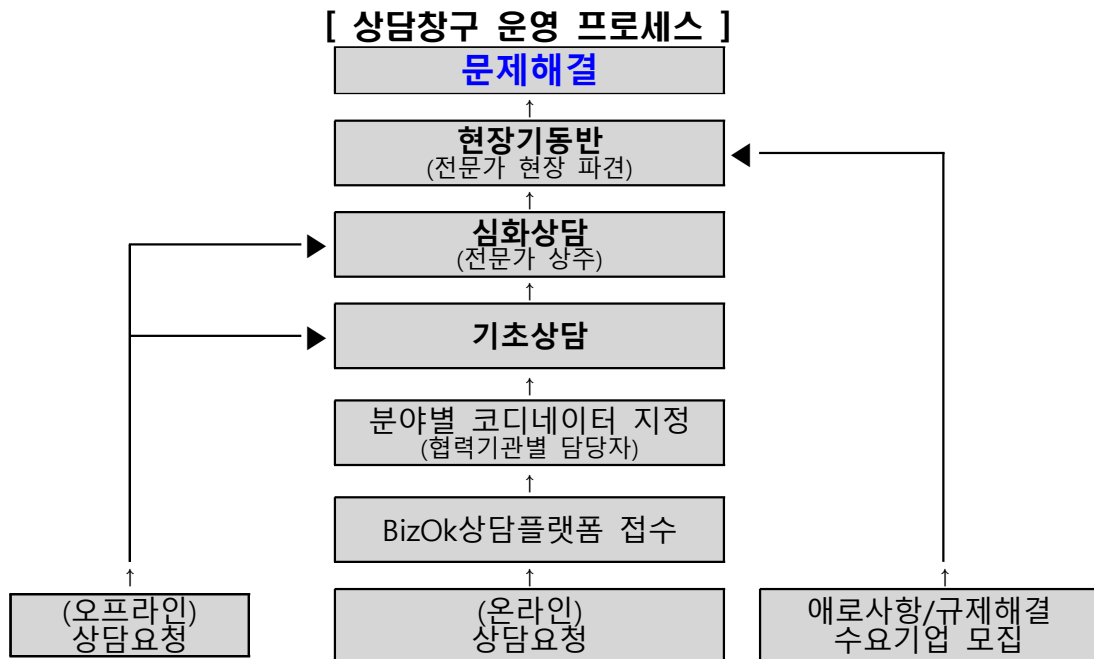 [ 상담창구 운영 프로세스 ]
문제해결
↑
현장기동반
(전문가 현장 파견)
↑
심화상담
(전문가 상주)
↑
기초상담
↑
분야별 코디네이터 지정
(협력기관별 담당자)
↑
BizOk상담플랫폼 접수
↑ ↑ ↑
(오프라인)
상담요청
(온라인)
상담요청
애로사항/규제해결
수요기업 모집